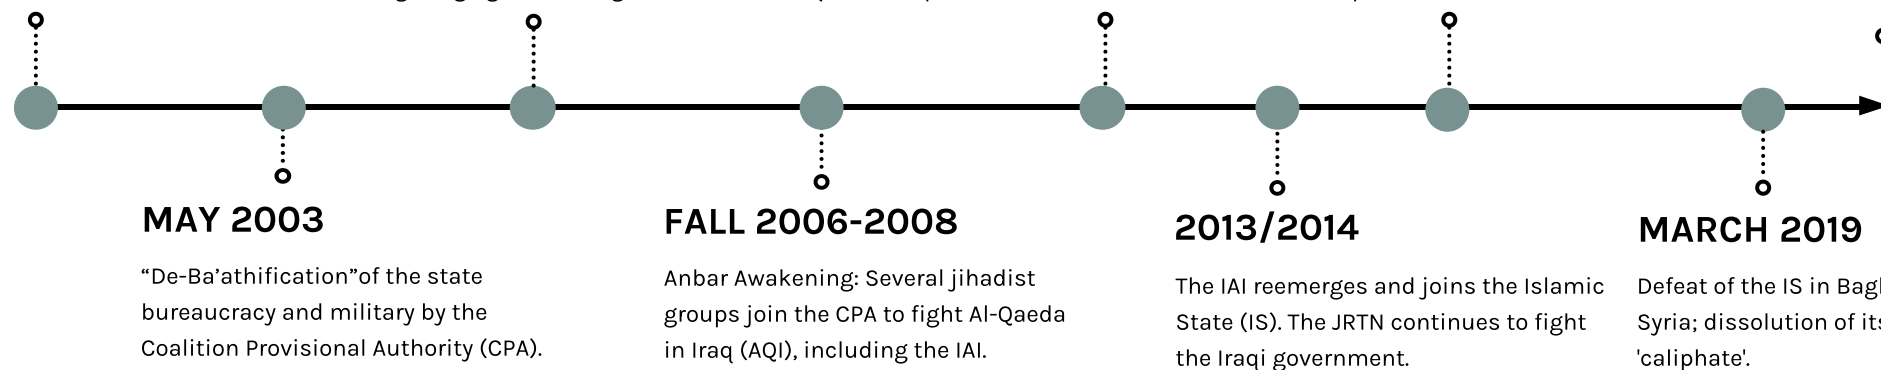 MAY 2003
“De-Ba’athification”of the state
bureaucracy and military by the
Coalition Provisional Authority (CPA).
FALL 2006-2008
Anbar Awakening: Several jihadist
groups join the CPA to fight Al-Qaeda
in Iraq (AQI), including the IAI.
2013/2014
The IAI reemerges and joins the Islamic
State (IS). The JRTN continues to fight
the Iraqi government.
MARCH 2019
Defeat of the IS in
Syria; dissolution of its
'caliphate'.